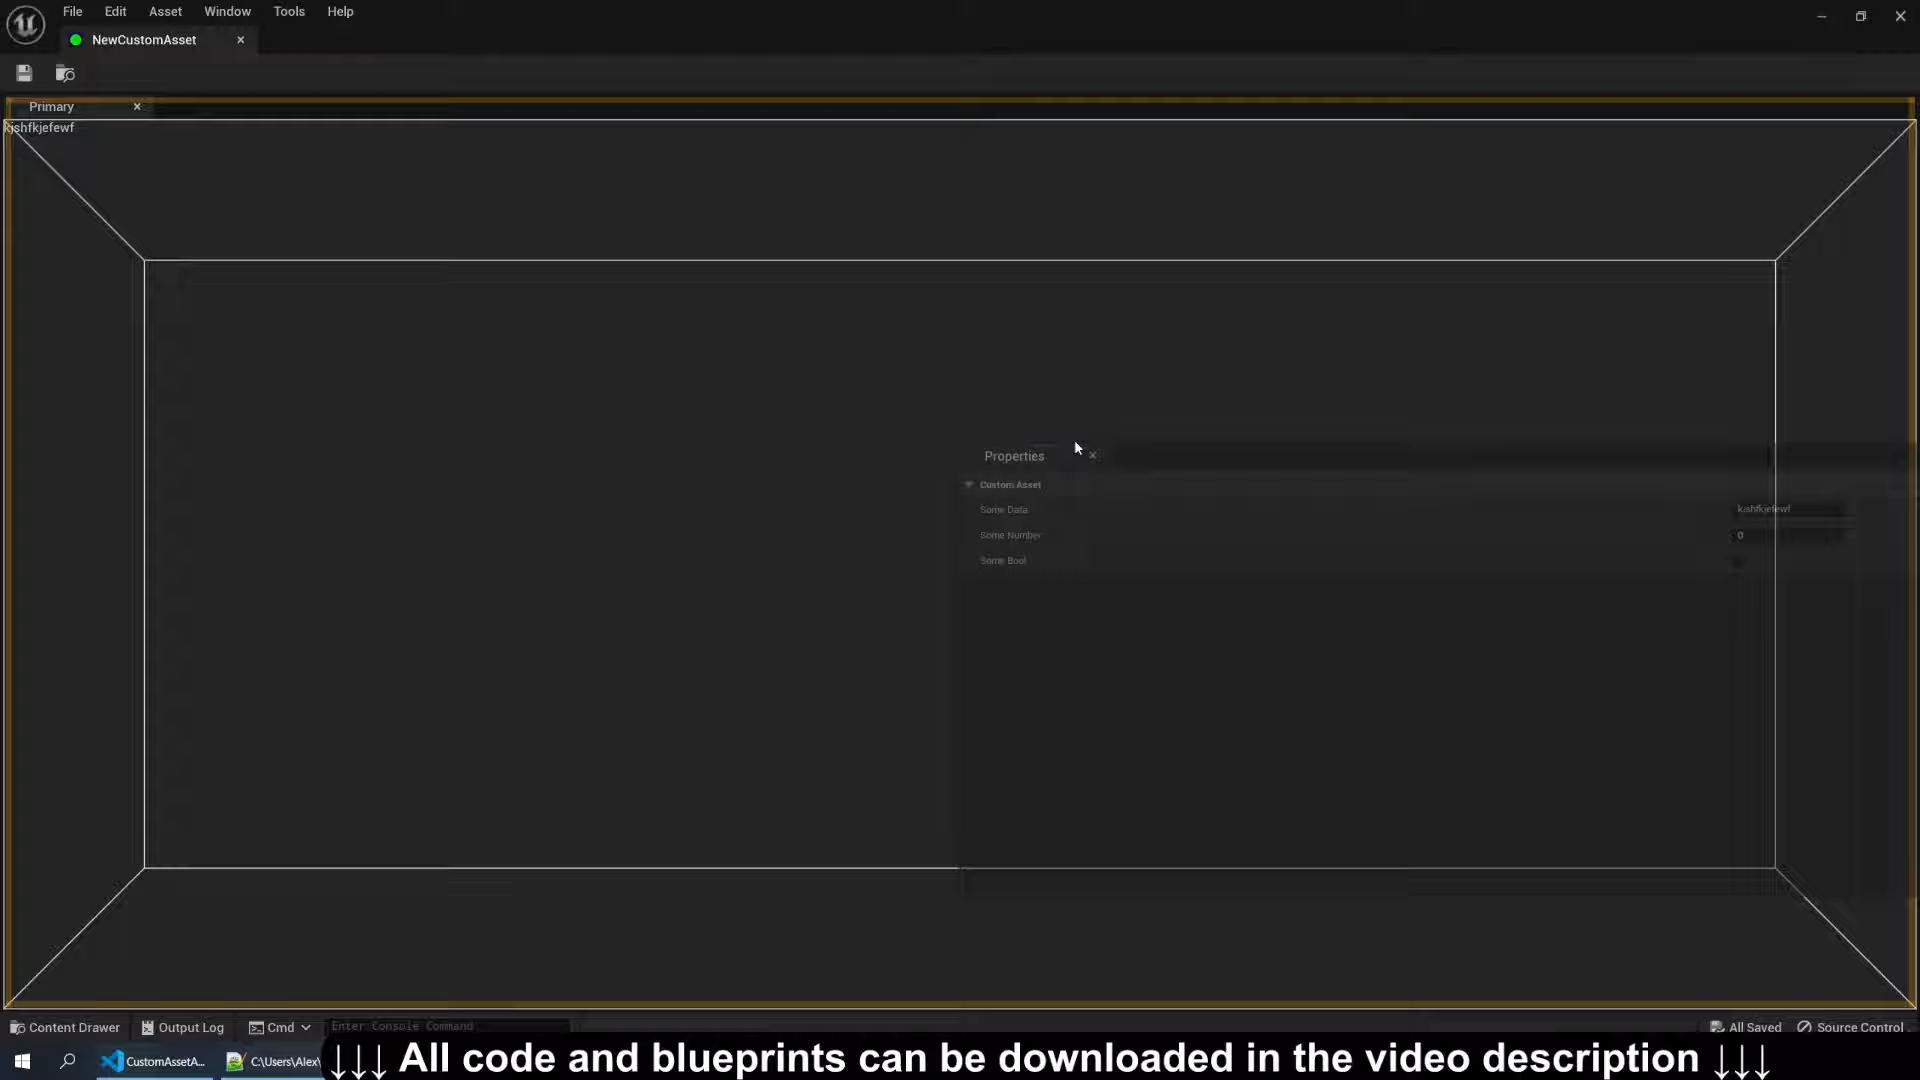 File Edit Asset Window Tools Help
NewCustomAsset
Primary
kjshfkjefewf
Properties
Custom Asset
Some Data kjshfkjefewf
Some Number 0
Some Bool
Content Drawer Output Log Cmd Enter Console Command All Saved Source Control
CustomAssetA... C:\Users\Alex\
↓↓↓ All code and blueprints can be downloaded in the video description ↓↓↓